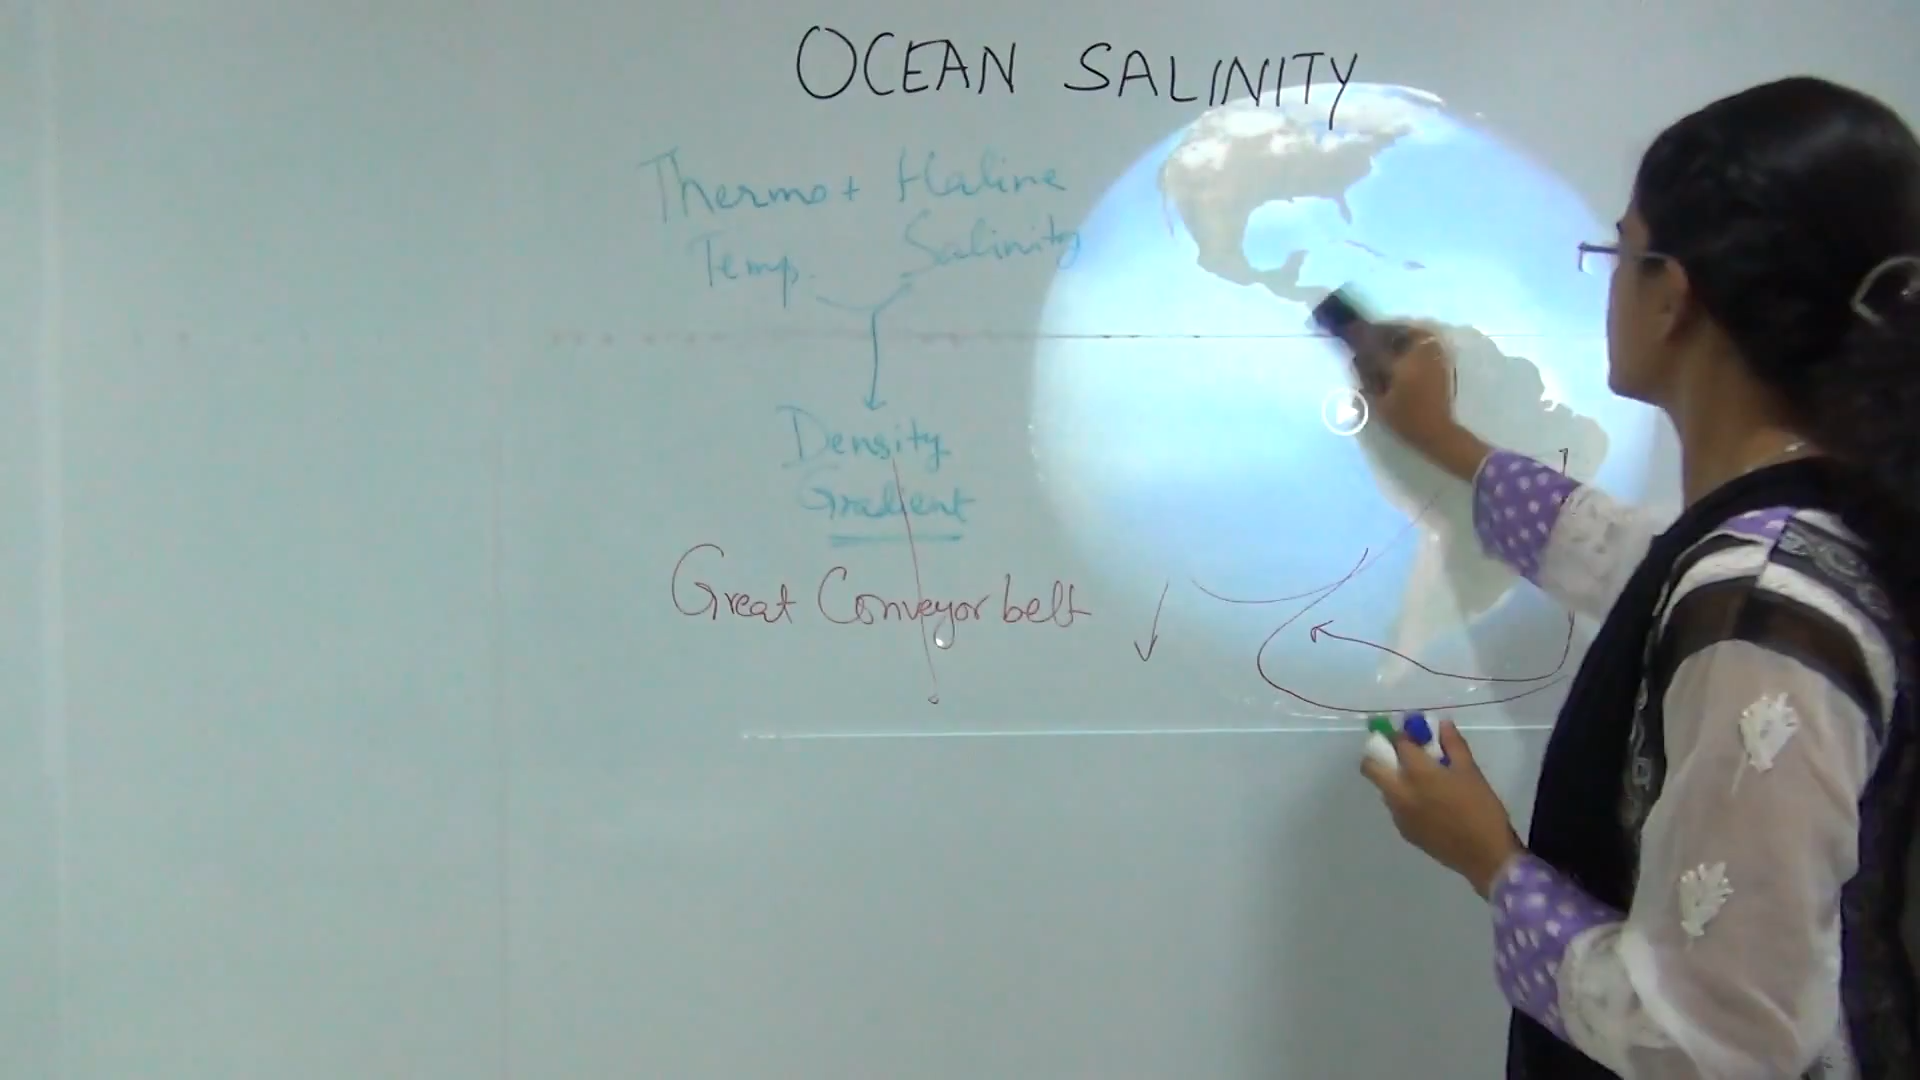 OCEAN SALINITY
Thermo + Haline
Temp. Salinity
Density
Gradient
Great Conveyor belt